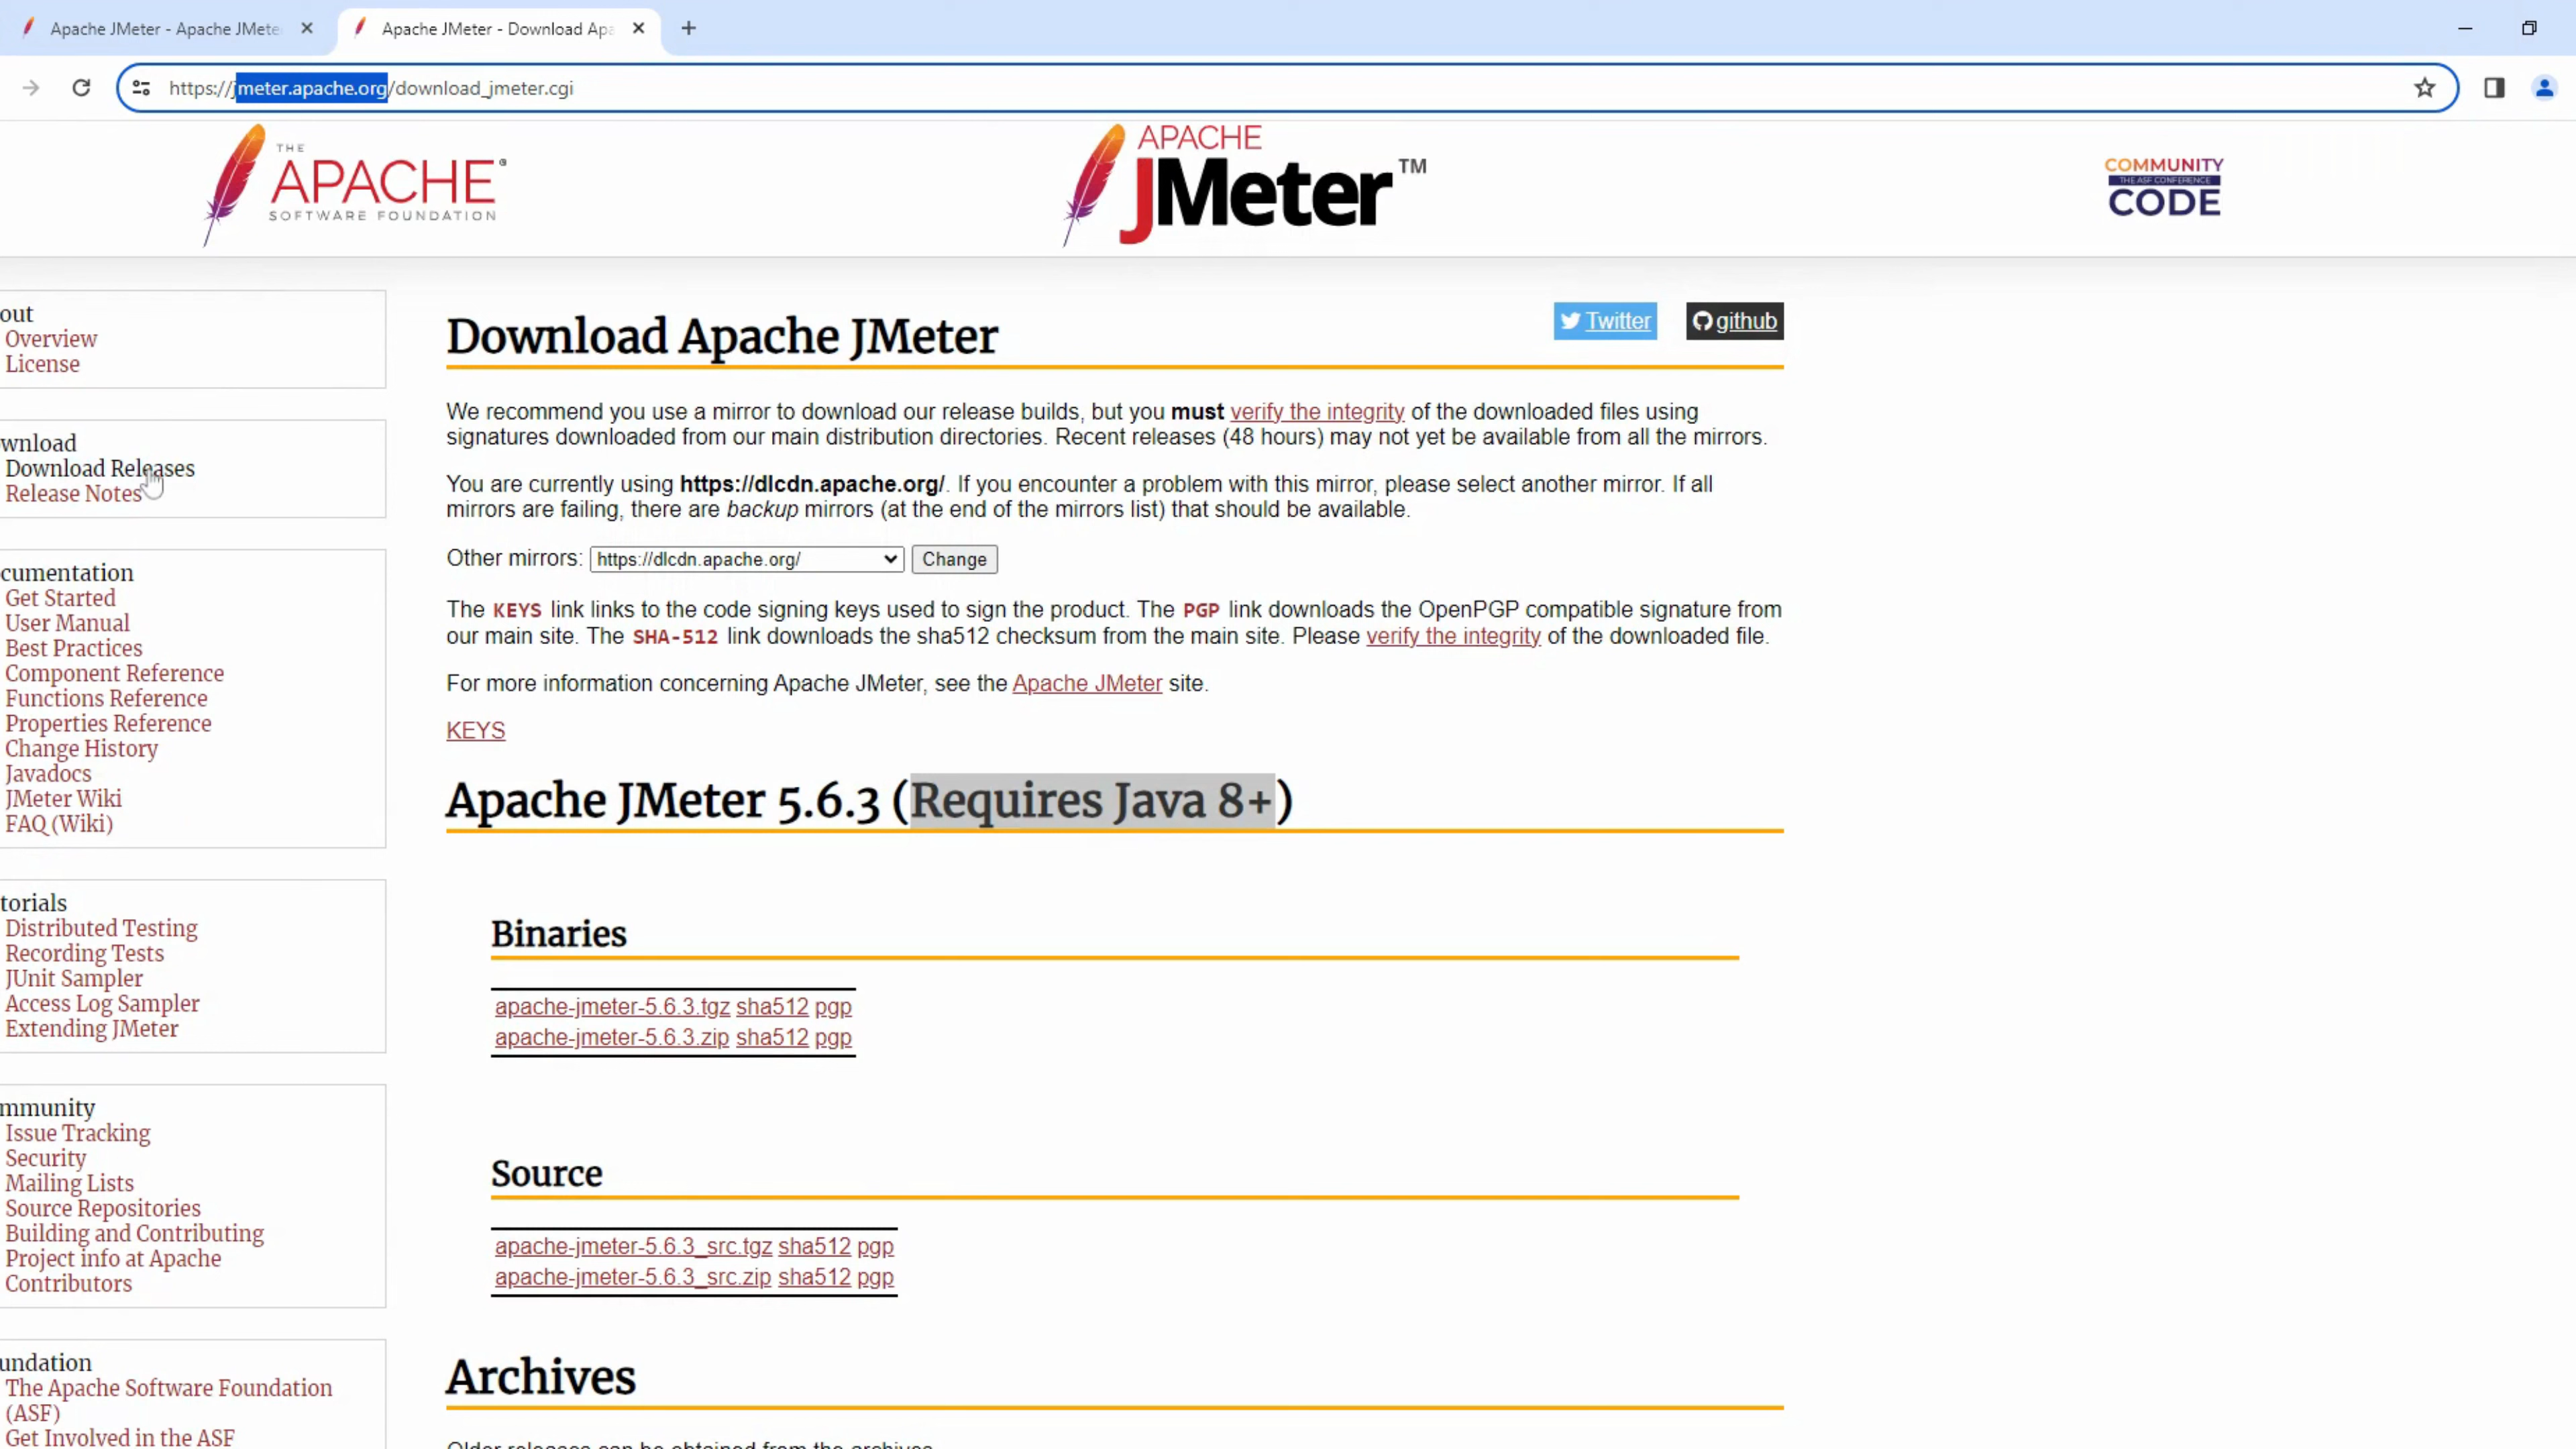 Apache JMeter - Apache JMete
Apache JMeter - Download Apa
https://jmeter.apache.org/download_jmeter.cgi
THE
APACHE®
SOFTWARE FOUNDATION
APACHE
JMeter™
COMMUNITY
THE ASF CONFERENCE
CODE
out
Overview
License
wnload
Download Releases
Release Notes
cumentation
Get Started
User Manual
Best Practices
Component Reference
Functions Reference
Properties Reference
Change History
Javadocs
JMeter Wiki
FAQ (Wiki)
torials
Distributed Testing
Recording Tests
JUnit Sampler
Access Log Sampler
Extending JMeter
mmunity
Issue Tracking
Security
Mailing Lists
Source Repositories
Building and Contributing
Project info at Apache
Contributors
undation
The Apache Software Foundation
(ASF)
Get Involved in the ASF
Download Apache JMeter
Twitter
github
We recommend you use a mirror to download our release builds, but you must verify the integrity of the downloaded files using
signatures downloaded from our main distribution directories. Recent releases (48 hours) may not yet be available from all the mirrors.
You are currently using https://dlcdn.apache.org/. If you encounter a problem with this mirror, please select another mirror. If all
mirrors are failing, there are backup mirrors (at the end of the mirrors list) that should be available.
Other mirrors: https://dlcdn.apache.org/ Change
The KEYS link links to the code signing keys used to sign the product. The PGP link downloads the OpenPGP compatible signature from
our main site. The SHA-512 link downloads the sha512 checksum from the main site. Please verify the integrity of the downloaded file.
For more information concerning Apache JMeter, see the Apache JMeter site.
KEYS
Apache JMeter 5.6.3 (Requires Java 8+)
Binaries
apache-jmeter-5.6.3.tgz sha512 pgp
apache-jmeter-5.6.3.zip sha512 pgp
Source
apache-jmeter-5.6.3_src.tgz sha512 pgp
apache-jmeter-5.6.3_src.zip sha512 pgp
Archives
Older releases can be obtained from the archives.